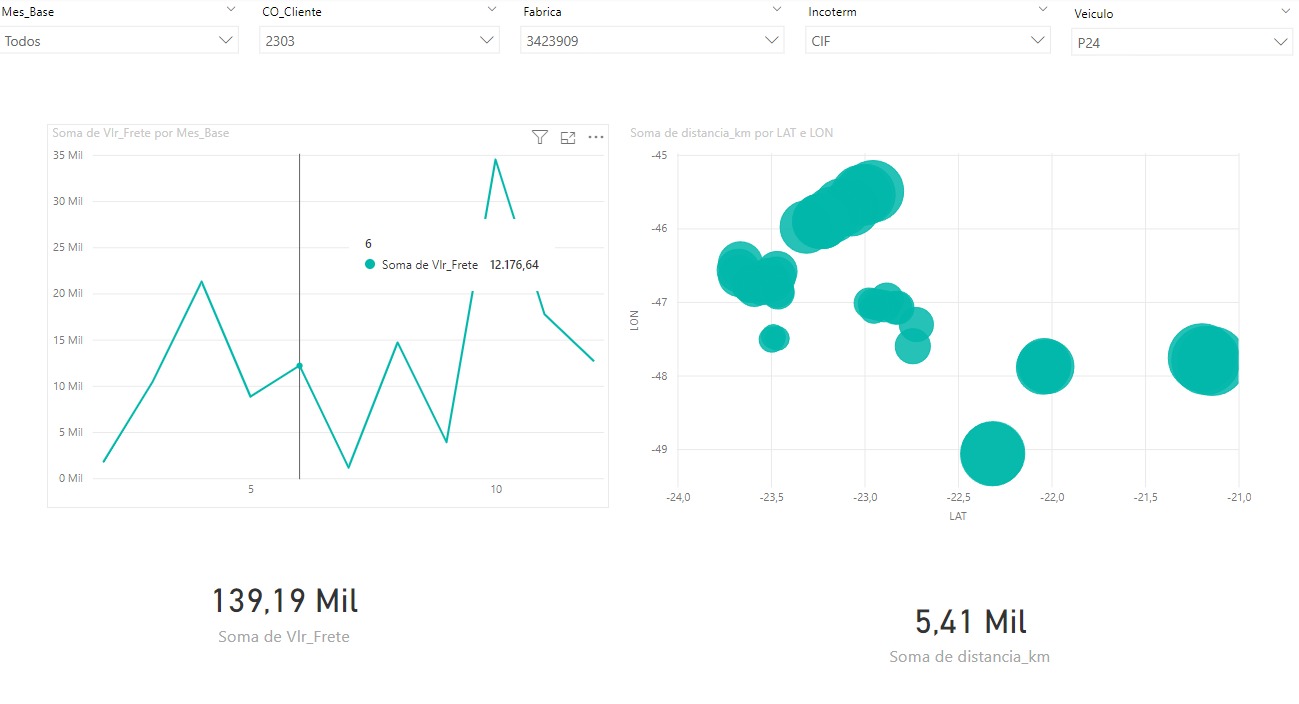 Mes_Base
CO_Cliente
Fabrica
Incoterm
Veiculo
Todos
2303
3423909
CIF
P24
Soma de Vlr_Frete por Mes_Base
35 Mil
30 Mil
25 Mil
20 Mil
15 Mil
10 Mil
5 Mil
0 Mil
5
10
6
Soma de Vlr_Frete 12.176,64
Soma de distancia_km por LAT e LON
-45
-46
-47
-48
-49
LON
-24,0
-23,5
-23,0
-22,5
-22,0
-21,5
-21,0
LAT
139,19 Mil
Soma de Vlr_Frete
5,41 Mil
Soma de distancia_km